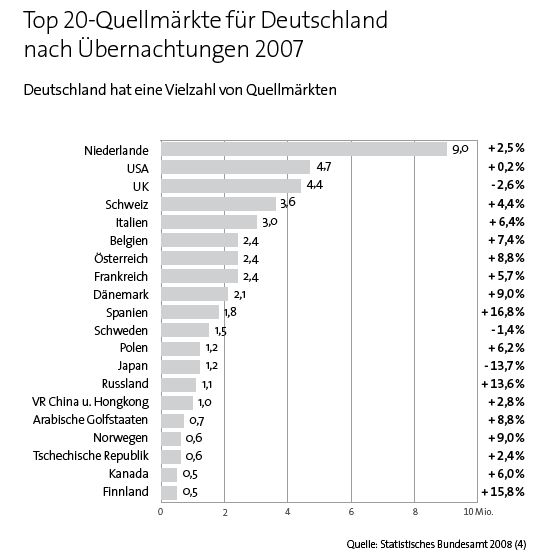 Top 20-Quellmärkte für Deutschland
nach Übernachtungen 2007
Deutschland hat eine Vielzahl von Quellmärkten
Niederlande 9,0 +2,5%
USA 4,7 +0,2%
UK 4,4 -2,6%
Schweiz 3,6 +4,4%
Italien 3,0 +6,4%
Belgien 2,4 +7,4%
Österreich 2,4 +8,8%
Frankreich 2,4 +5,7%
Dänemark 2,1 +9,0%
Spanien 1,8 +16,8%
Schweden 1,5 -1,4%
Polen 1,2 +6,2%
Japan 1,2 -13,7%
Russland 1,1 +13,6%
VR China u. Hongkong 1,0 +2,8%
Arabische Golfstaaten 0,7 +8,8%
Norwegen 0,6 +9,0%
Tschechische Republik 0,6 +2,4%
Kanada 0,5 +6,0%
Finnland 0,5 +15,8%
0 2 4 6 8 10 Mio.
Quelle: Statistisches Bundesamt 2008 (4)